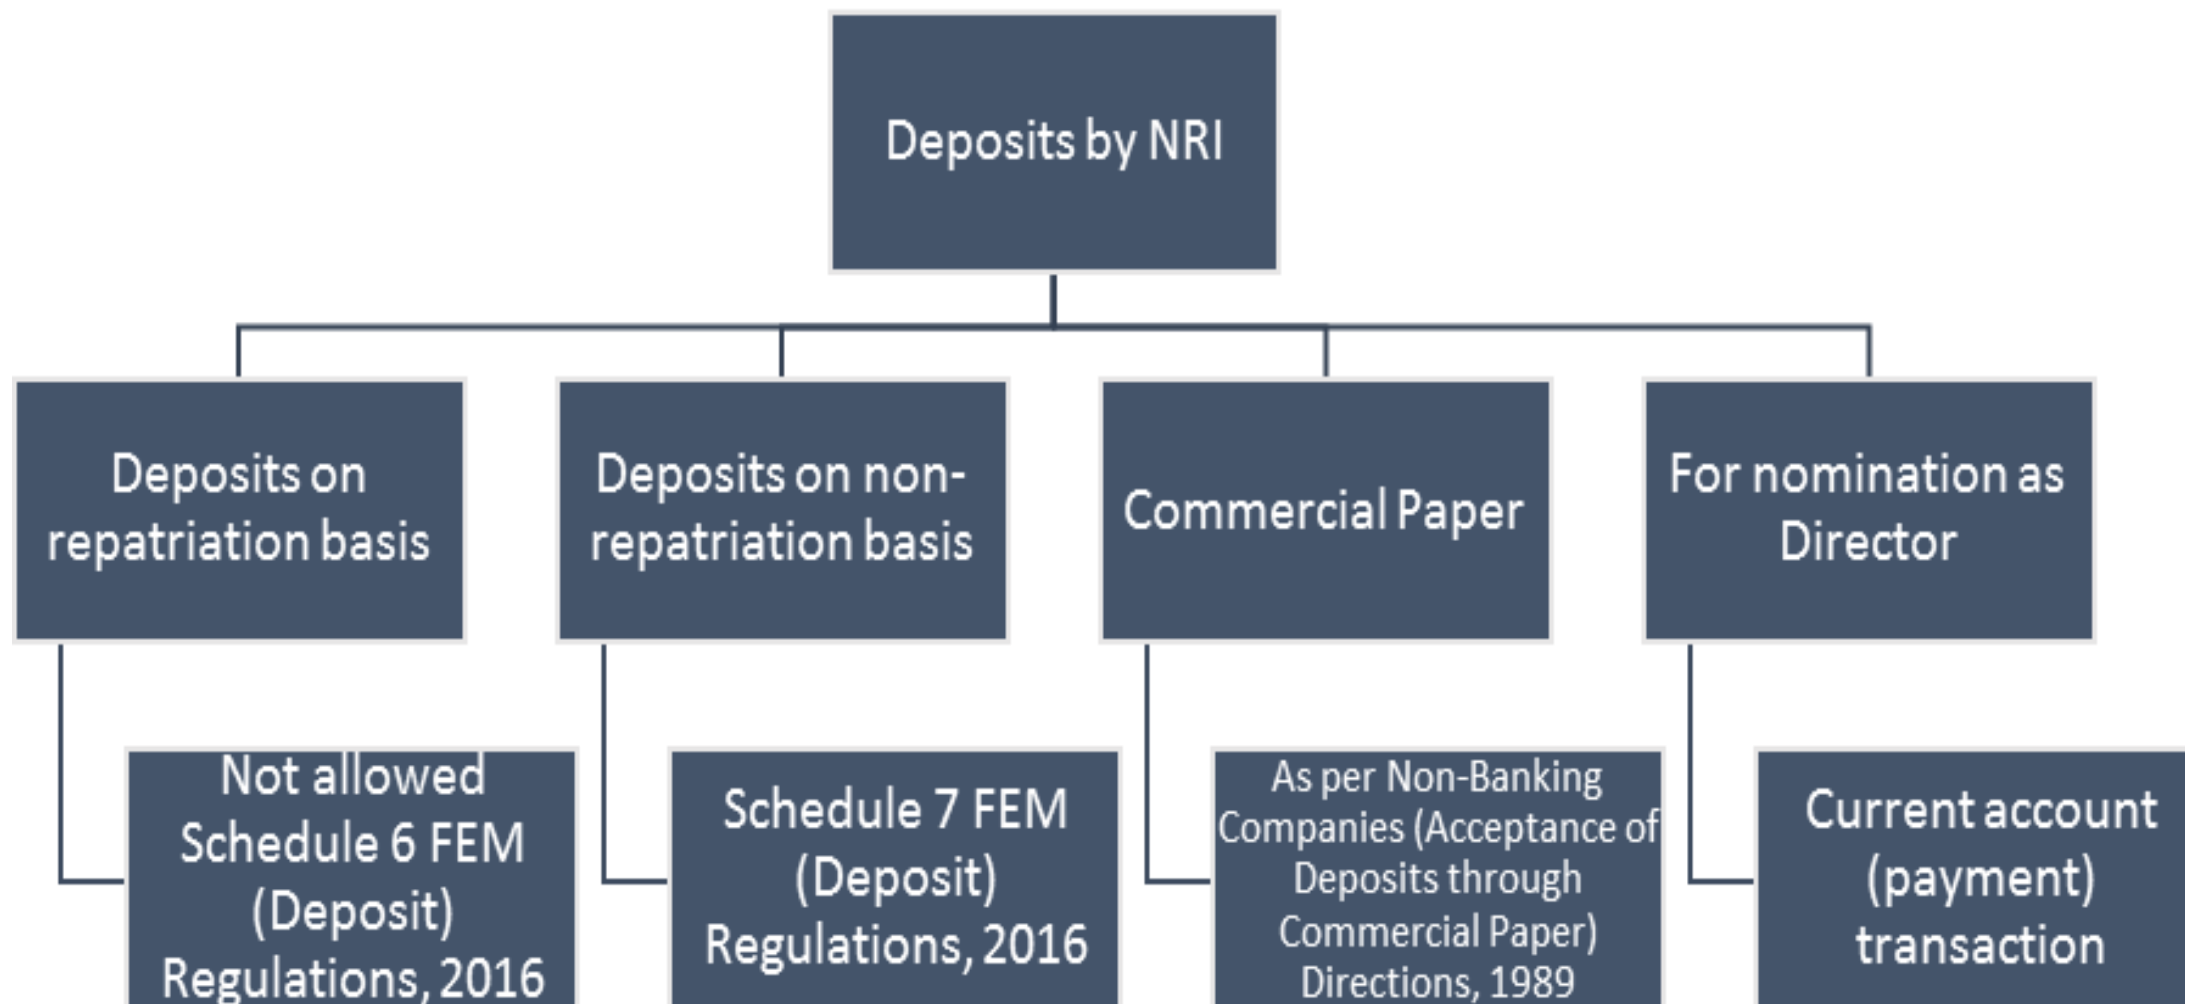 Deposits by NRI
Deposits on
repatriation basis
Deposits on non-
repatriation basis
Commercial Paper
For nomination as
Director
Not allowed
Schedule 6 FEM
(Deposit)
Regulations, 2016
Schedule 7 FEM
(Deposit)
Regulations, 2016
As per Non-Banking
Companies (Acceptance of
Deposits through
Commercial Paper)
Directions, 1989
Current account
(payment)
transaction